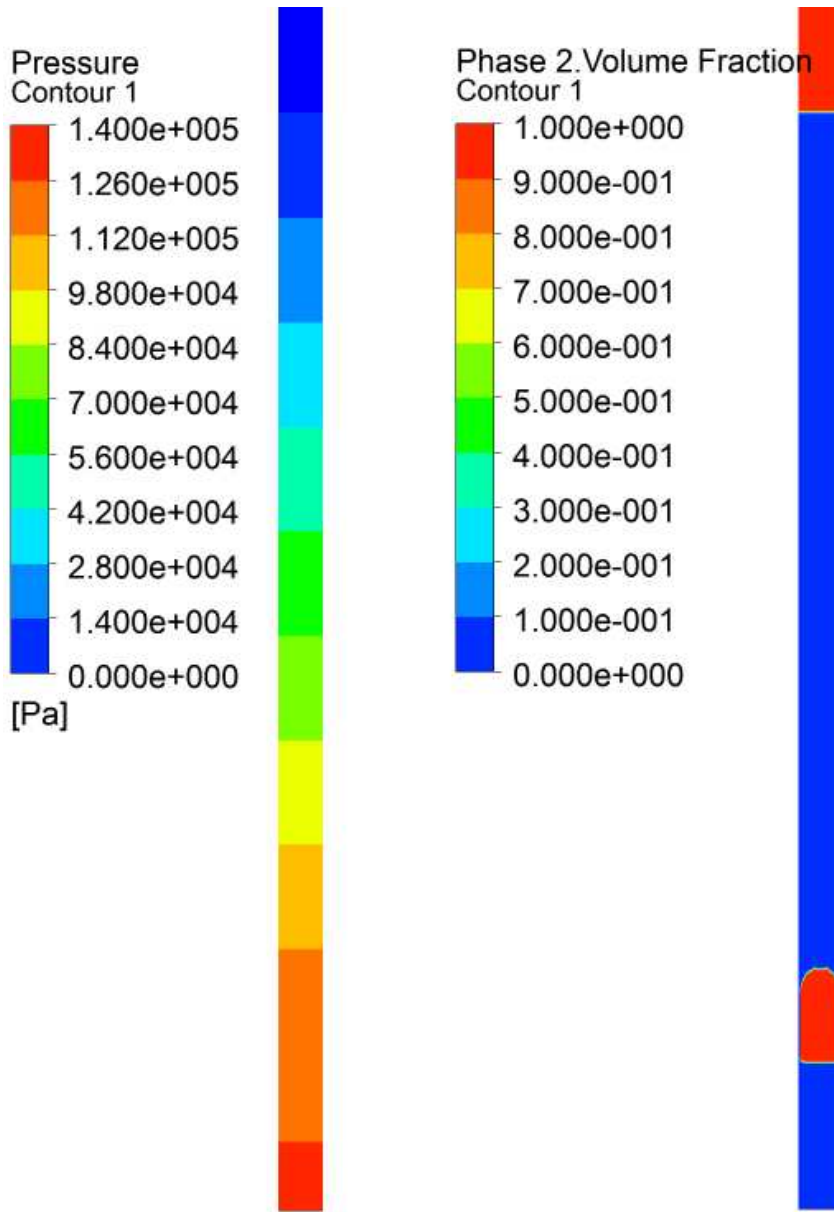 Pressure
Contour 1
1.400e+005
1.260e+005
1.120e+005
9.800e+004
8.400e+004
7.000e+004
5.600e+004
4.200e+004
2.800e+004
1.400e+004
0.000e+000
[Pa]
Phase 2.Volume Fraction
Contour 1
1.000e+000
9.000e-001
8.000e-001
7.000e-001
6.000e-001
5.000e-001
4.000e-001
3.000e-001
2.000e-001
1.000e-001
0.000e+000